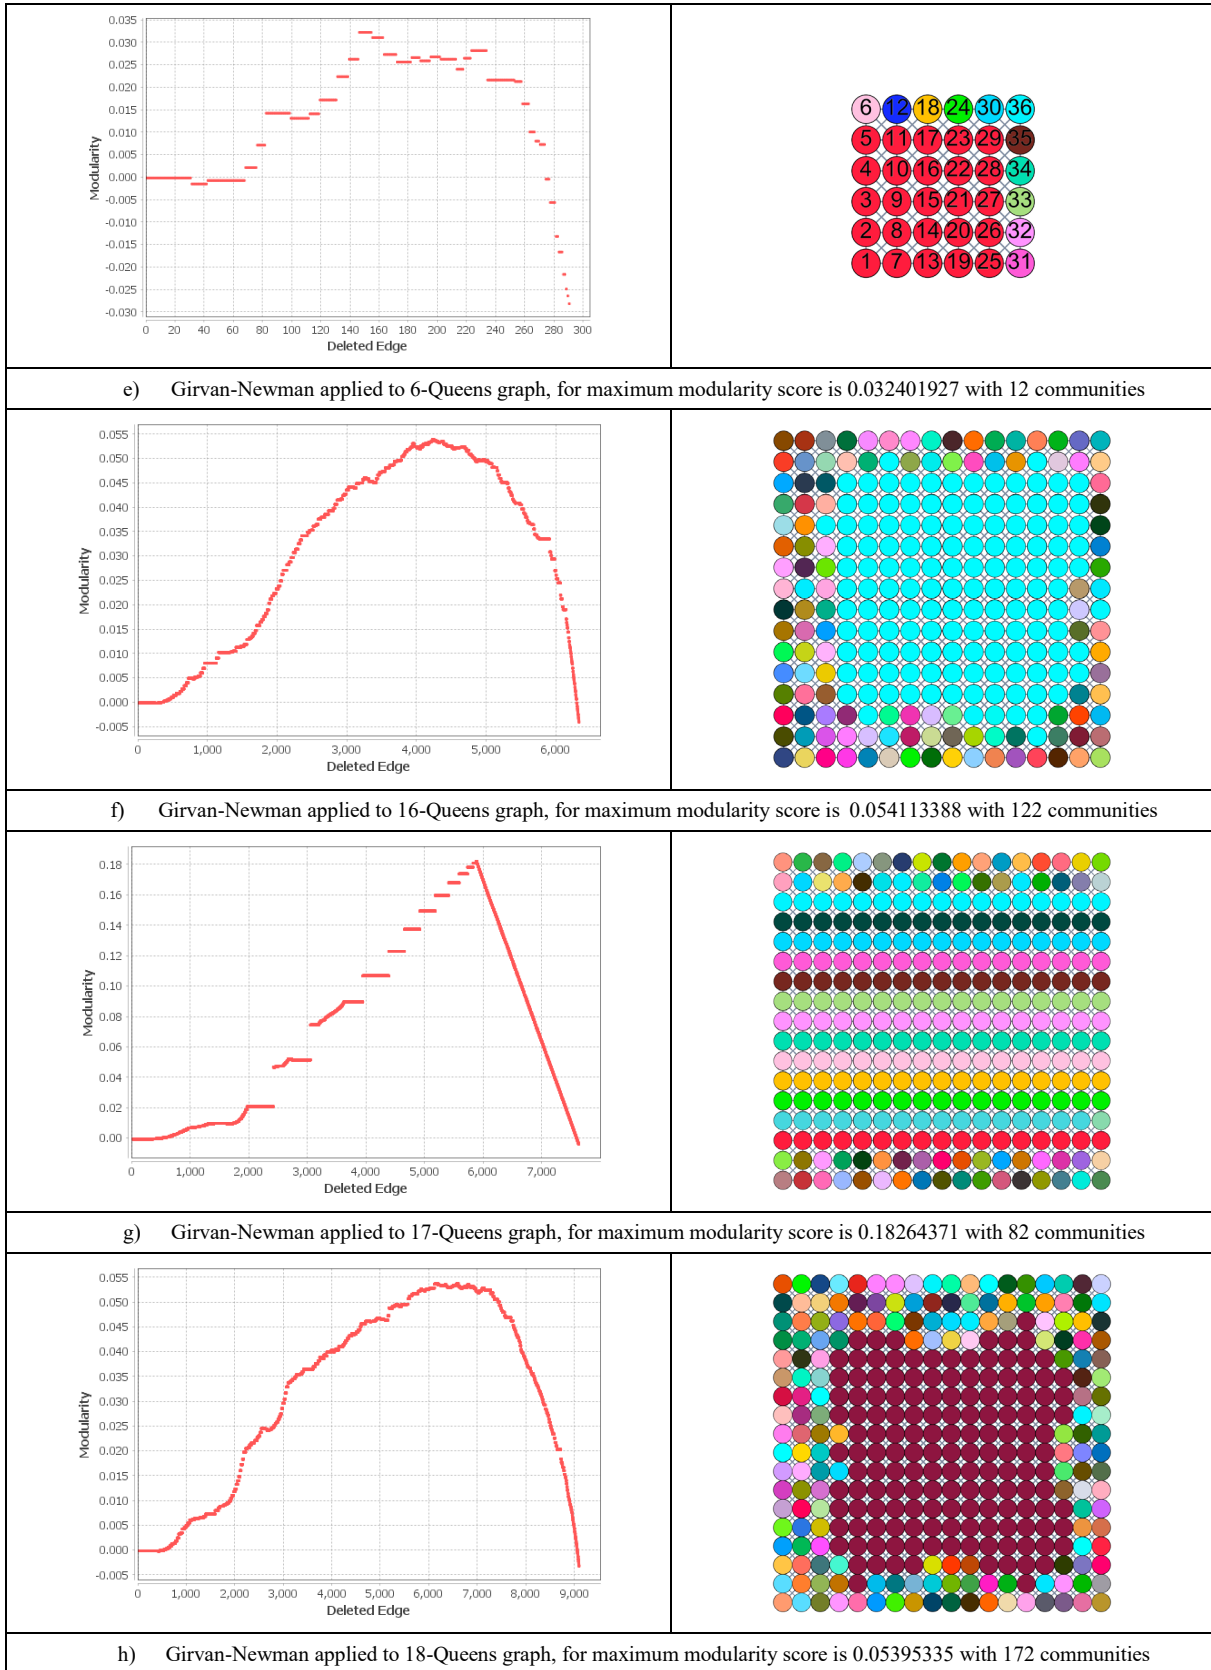 0.035
0.030
0.025
0.020
0.015
0.010
0.005
0.000
-0.005
-0.010
-0.015
-0.020
-0.025
-0.030
Modularity
0 20 40 60 80 100 120 140 160 180 200 220 240 260 280 300
Deleted Edge
6 12 18 24 30 36
5 11 17 23 29 35
4 10 16 22 28 34
3 9 15 21 27 33
2 8 14 20 26 32
1 7 13 19 25 31
e) Girvan-Newman applied to 6-Queens graph, for maximum modularity score is 0.032401927 with 12 communities
0.055
0.050
0.045
0.040
0.035
0.030
0.025
0.020
0.015
0.010
0.005
0.000
-0.005
Modularity
0 1,000 2,000 3,000 4,000 5,000 6,000
Deleted Edge
f) Girvan-Newman applied to 16-Queens graph, for maximum modularity score is 0.054113388 with 122 communities
0.18
0.16
0.14
0.12
0.10
0.08
0.06
0.04
0.02
0.00
Modularity
0 1,000 2,000 3,000 4,000 5,000 6,000 7,000
Deleted Edge
g) Girvan-Newman applied to 17-Queens graph, for maximum modularity score is 0.18264371 with 82 communities
0.055
0.050
0.045
0.040
0.035
0.030
0.025
0.020
0.015
0.010
0.005
0.000
-0.005
Modularity
0 1,000 2,000 3,000 4,000 5,000 6,000 7,000 8,000 9,000
Deleted Edge
h) Girvan-Newman applied to 18-Queens graph, for maximum modularity score is 0.05395335 with 172 communities